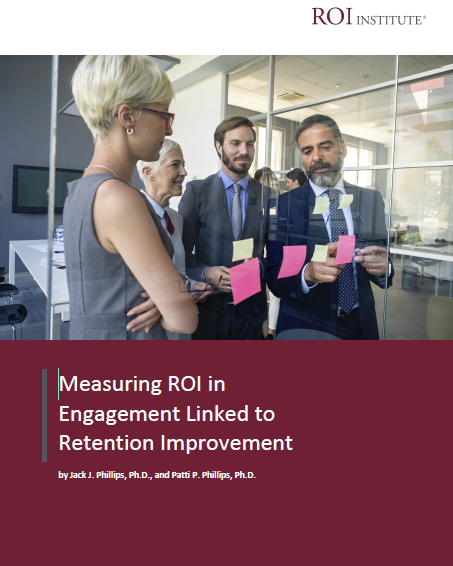 ROI INSTITUTE®
Measuring ROI in
Engagement Linked to
Retention Improvement
by Jack J. Phillips, Ph.D., and Patti P. Phillips, Ph.D.